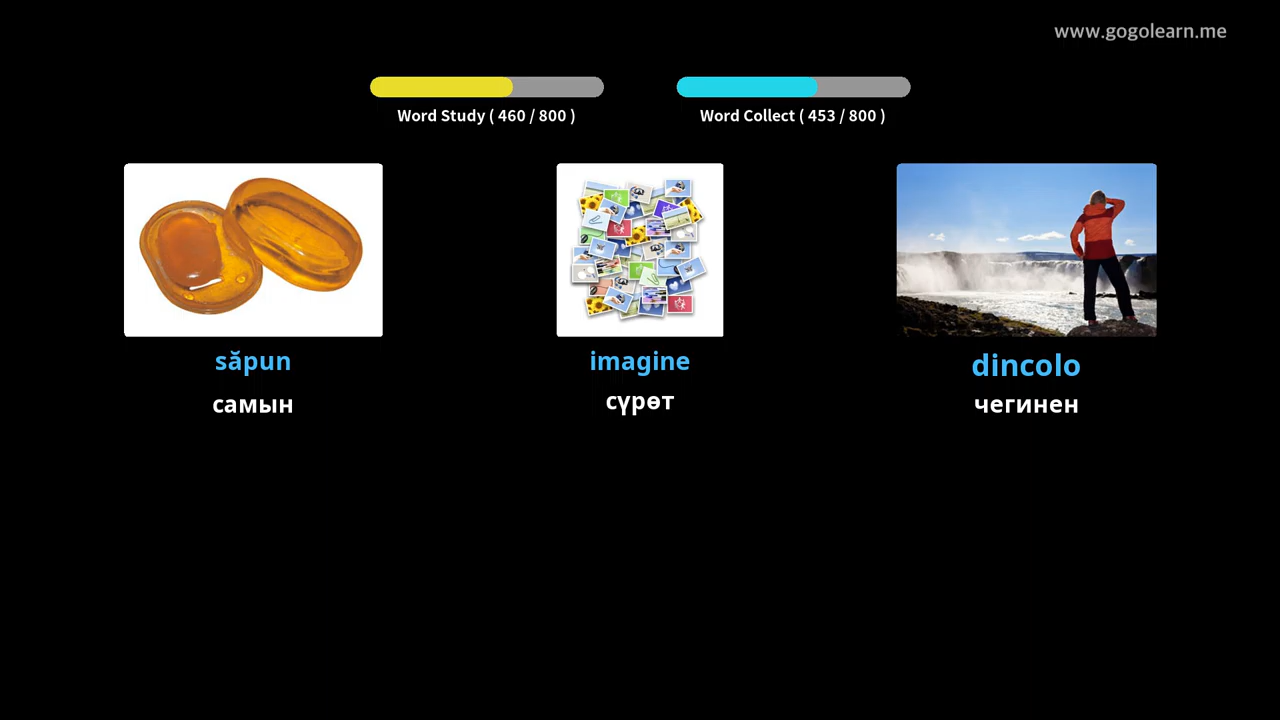 www.gogolearn.me
Word Study ( 460 / 800 )
Word Collect ( 453 / 800 )
săpun
imagine
dincolo
самын
сүрөт
чегинен